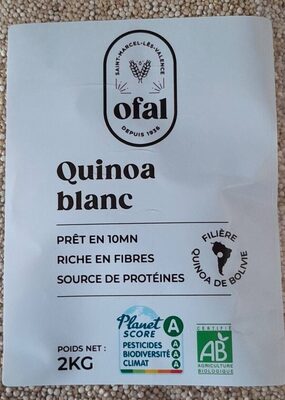 SAINT-MARCEL-LÈS-VALENCE
ofal
DEPUIS 1936
Quinoa
blanc
PRÊT EN 10MN
RICHE EN FIBRES
SOURCE DE PROTÉINES
FILIÈRE
QUINOA DE BOLIVIE
POIDS NET :
2KG
Planet
SCORE
A
PESTICIDES A
BIODIVERSITÉ A
CLIMAT A
CERTIFIÉ
AB
AGRICULTURE
BIOLOGIQUE